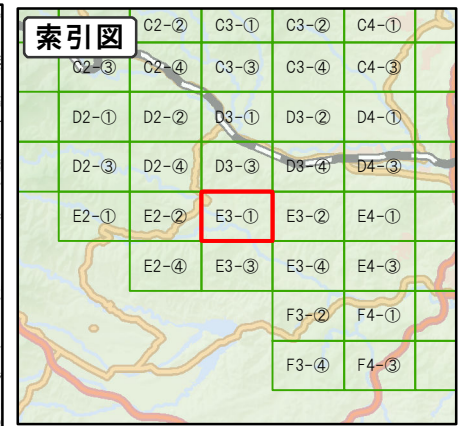 索引図
C2-② C3-① C3-② C4-①
C2-③ C2-④ C3-③ C3-④ C4-③
D2-① D2-② D3-① D3-② D4-①
D2-③ D2-④ D3-③ D3-④ D4-③
E2-① E2-② E3-① E3-② E4-①
E2-④ E3-③ E3-④ E4-③
F3-② F4-①
F3-④ F4-③